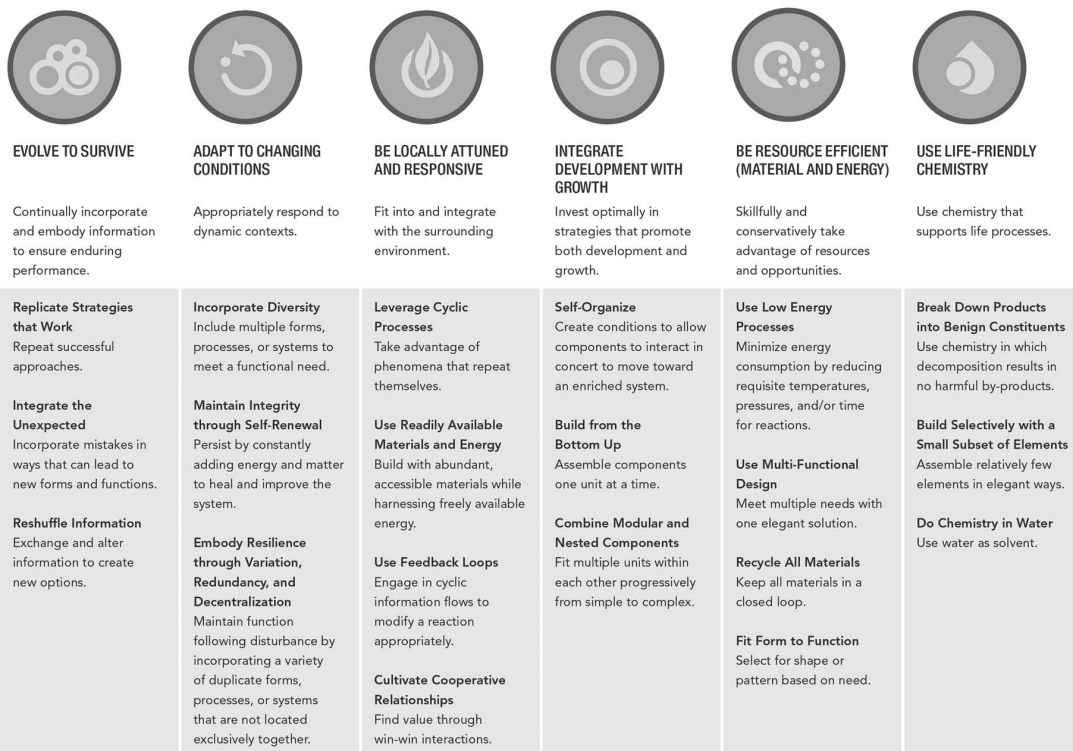 EVOLVE TO SURVIVE
Continually incorporate
and embody information
to ensure enduring
performance.
Replicate Strategies
that Work
Repeat successful
approaches.
Integrate the
Unexpected
Incorporate mistakes in
ways that can lead to
new forms and functions.
Reshuffle Information
Exchange and alter
information to create
new options.
ADAPT TO CHANGING
CONDITIONS
Appropriately respond to
dynamic contexts.
Incorporate Diversity
Include multiple forms,
processes, or systems to
meet a functional need.
Maintain Integrity
through Self-Renewal
Persist by constantly
adding energy and matter
to heal and improve the
system.
Embody Resilience
through Variation,
Redundancy, and
Decentralization
Maintain function
following disturbance by
incorporating a variety
of duplicate forms,
processes, or systems
that are not located
exclusively together.
BE LOCALLY ATTUNED
AND RESPONSIVE
Fit into and integrate
with the surrounding
environment.
Leverage Cyclic
Processes
Take advantage of
phenomena that repeat
themselves.
Use Readily Available
Materials and Energy
Build with abundant,
accessible materials while
harnessing freely available
energy.
Use Feedback Loops
Engage in cyclic
information flows to
modify a reaction
appropriately.
Cultivate Cooperative
Relationships
Find value through
win-win interactions.
INTEGRATE
DEVELOPMENT WITH
GROWTH
Invest optimally in
strategies that promote
both development and
growth.
Self-Organize
Create conditions to allow
components to interact in
concert to move toward
an enriched system.
Build from the
Bottom Up
Assemble components
one unit at a time.
Combine Modular and
Nested Components
Fit multiple units within
each other progressively
from simple to complex.
BE RESOURCE EFFICIENT
(MATERIAL AND ENERGY)
Skillfully and
conservatively take
advantage of resources
and opportunities.
Use Low Energy
Processes
Minimize energy
consumption by reducing
requisite temperatures,
pressures, and/or time
for reactions.
Use Multi-Functional
Design
Meet multiple needs with
one elegant solution.
Recycle All Materials
Keep all materials in a
closed loop.
Fit Form to Function
Select for shape or
pattern based on need.
USE LIFE-FRIENDLY
CHEMISTRY
Use chemistry that
supports life processes.
Break Down Products
into Benign Constituents
Use chemistry in which
decomposition results in
no harmful by-products.
Build Selectively with a
Small Subset of Elements
Assemble relatively few
elements in elegant ways.
Do Chemistry in Water
Use water as solvent.